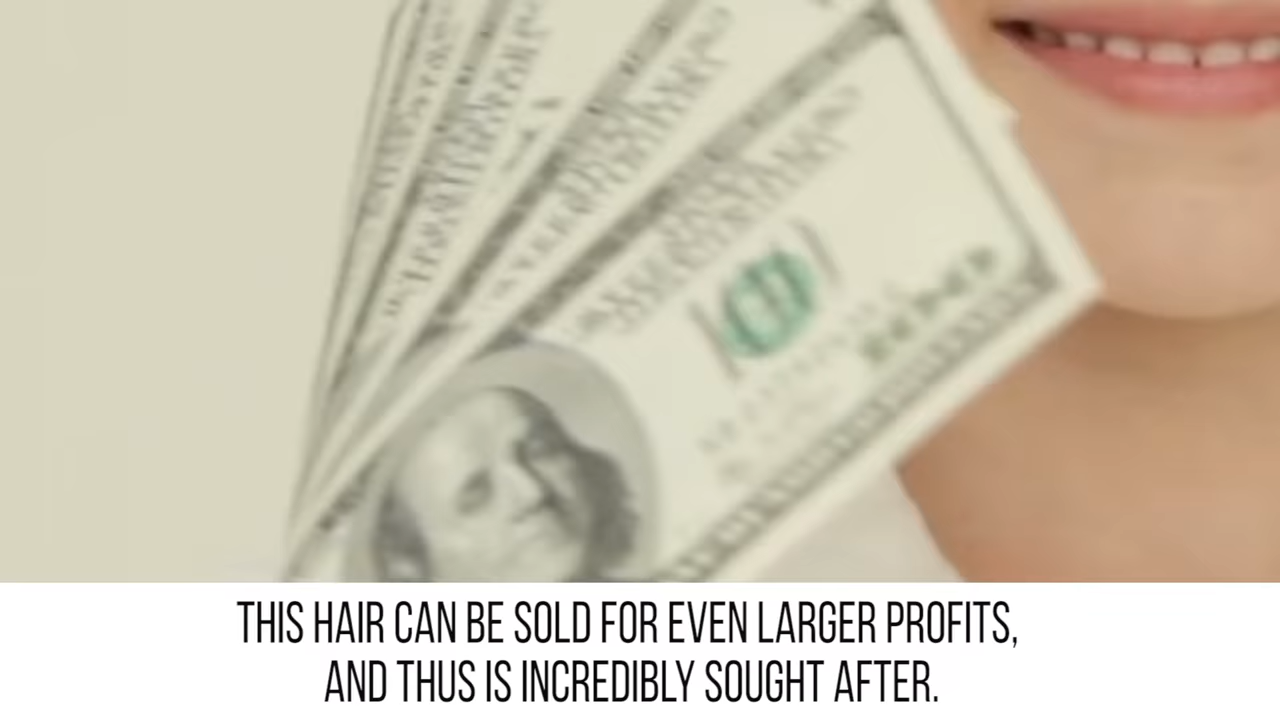 THIS HAIR CAN BE SOLD FOR EVEN LARGER PROFITS,
AND THUS IS INCREDIBLY SOUGHT AFTER.